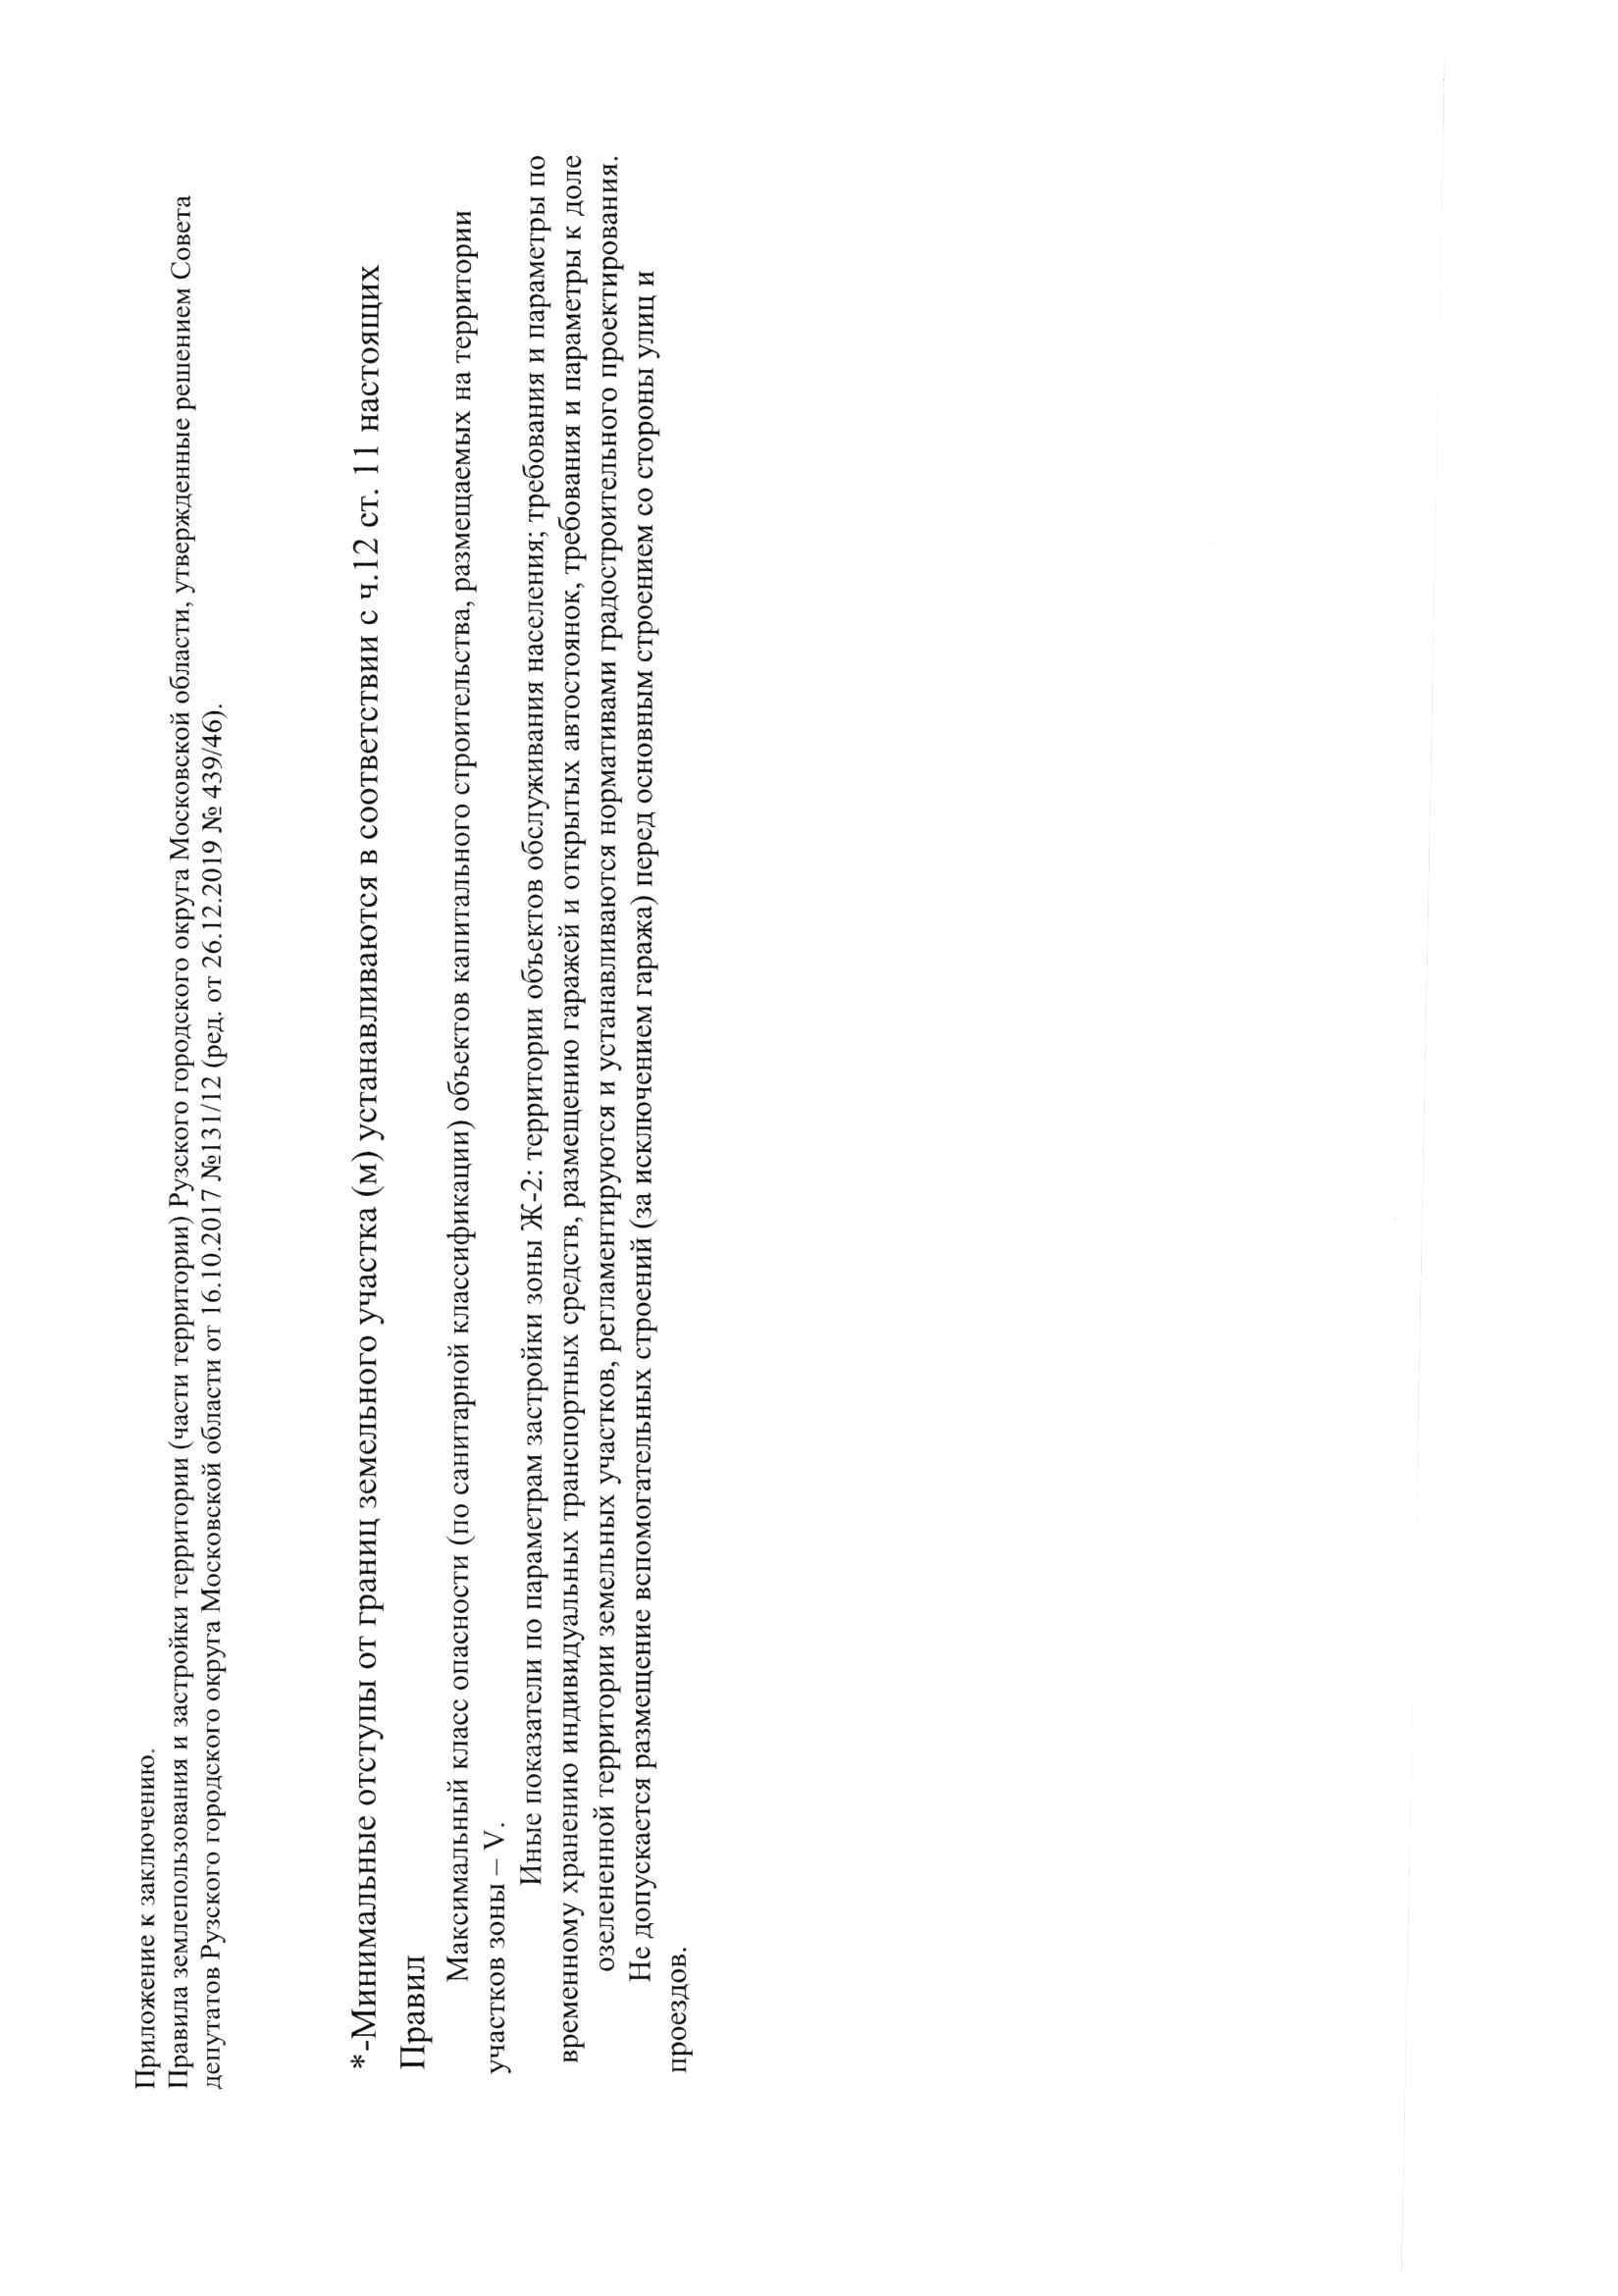 Приложение к заключению.
Правила землепользования и застройки территории (части территории) Рузского городского округа Московской области, утвержденные решением Совета
депутатов Рузского городского округа Московской области от 16.10.2017 №131/12 (ред. от 26.12.2019 № 439/46).
*-Минимальные отступы от границ земельного участка (м) устанавливаются в соответствии с ч.12 ст. 11 настоящих
Правил
Максимальный класс опасности (по санитарной классификации) объектов капитального строительства, размещаемых на территории
участков зоны – V.
Иные показатели по параметрам застройки зоны Ж-2: территории объектов обслуживания населения; требования и параметры по
временному хранению индивидуальных транспортных средств, размещению гаражей и открытых автостоянок, требования и параметры к доле
озелененной территории земельных участков, регламентируются и устанавливаются нормативами градостроительного проектирования.
Не допускается размещение вспомогательных строений (за исключением гаража) перед основным строением со стороны улиц и
проездов.